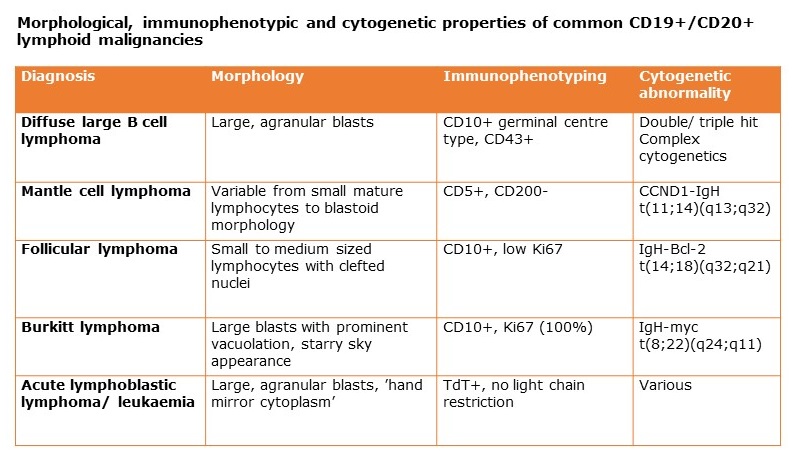 Morphological, immunophenotypic and cytogenetic properties of common CD19+/CD20+
lymphoid malignancies
Diagnosis
Morphology
Immunophenotyping
Cytogenetic
abnormality
Diffuse large B cell
lymphoma
Large, agranular blasts
CD10+ germinal centre
type, CD43+
Double/ triple hit
Complex
cytogenetics
Mantle cell lymphoma
Variable from small mature
lymphocytes to blastoid
morphology
CD5+, CD200-
CCND1-IgH
t(11;14)(q13;q32)
Follicular lymphoma
Small to medium sized
lymphocytes with clefted
nuclei
CD10+, low Ki67
IgH-Bcl-2
t(14;18)(q32;q21)
Burkitt lymphoma
Large blasts with prominent
vacuolation, starry sky
appearance
CD10+, Ki67 (100%)
IgH-myc
t(8;22)(q24;q11)
Acute lymphoblastic
lymphoma/ leukaemia
Large, agranular blasts, ’hand
mirror cytoplasm’
TdT+, no light chain
restriction
Various